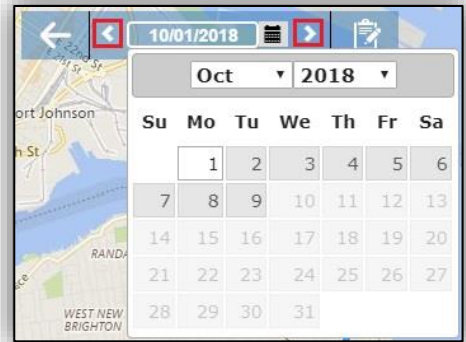 10/01/2018
22nd St
E 21st St
ort Johnson
h St
RANDA
WEST NEW
BRIGHTON
Oct 2018
Su Mo Tu We Th Fr Sa
1 2 3 4 5 6
7 8 9 10 11 12 13
14 15 16 17 18 19 20
21 22 23 24 25 26 27
28 29 30 31